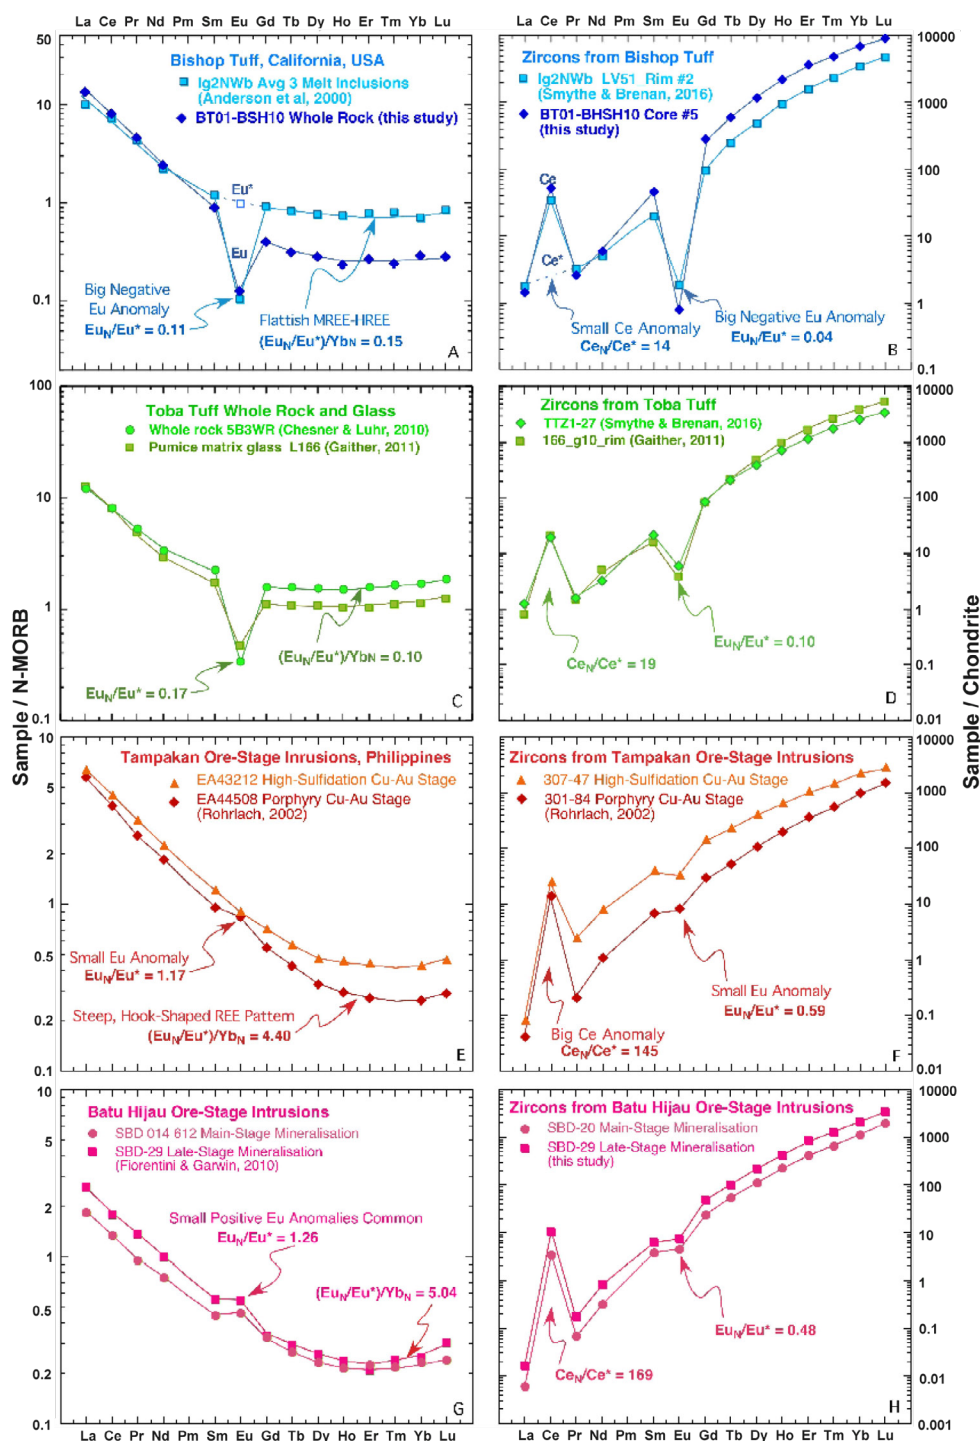 La Ce Pr Nd Pm Sm Eu Gd Tb Dy Ho Er Tm Yb Lu
La Ce Pr Nd Pm Sm Eu Gd Tb Dy Ho Er Tm Yb Lu
Sample / N-MORB
Sample / Chondrite
50
10
1
0.1
Bishop Tuff, California, USA
Ig2NWb Avg 3 Melt Inclusions
(Anderson et al, 2000)
BT01-BSH10 Whole Rock (this study)
Eu*
Eu
Big Negative
Eu Anomaly
EuN/Eu* = 0.11
Flattish MREE-HREE
(EuN/Eu*)/YbN = 0.15
A
Zircons from Bishop Tuff
Ig2NWb LV51 Rim #2
(Smythe & Brenan, 2016)
BT01-BHSH10 Core #5
(this study)
Ce
Ce*
Small Ce Anomaly
CeN/Ce* = 14
Big Negative Eu Anomaly
EuN/Eu* = 0.04
B
10000
1000
100
10
1
0.1
100
10
1
0.1
Toba Tuff Whole Rock and Glass
Whole rock 5B3WR (Chesner & Luhr, 2010)
Pumice matrix glass L166 (Gaither, 2011)
(EuN/Eu*)/YbN = 0.10
EuN/Eu* = 0.17
C
Zircons from Toba Tuff
TTZ1-27 (Smythe & Brenan, 2016)
166_g10_rim (Gaither, 2011)
EuN/Eu* = 0.10
CeN/Ce* = 19
D
10000
1000
100
10
1
0.1
0.01
10
5
2
1
0.5
0.2
0.1
Tampakan Ore-Stage Intrusions, Philippines
EA43212 High-Sulfidation Cu-Au Stage
EA44508 Porphyry Cu-Au Stage
(Rohrlach, 2002)
Small Eu Anomaly
EuN/Eu* = 1.17
Steep, Hook-Shaped REE Pattern
(EuN/Eu*)/YbN = 4.40
E
Zircons from Tampakan Ore-Stage Intrusions
307-47 High-Sulfidation Cu-Au Stage
301-84 Porphyry Cu-Au Stage
(Rohrlach, 2002)
Small Eu Anomaly
EuN/Eu* = 0.59
Big Ce Anomaly
CeN/Ce* = 145
F
10000
1000
100
10
1
0.1
0.01
10
5
2
1
0.5
0.2
0.1
Batu Hijau Ore-Stage Intrusions
SBD 014 612 Main-Stage Mineralisation
SBD-29 Late-Stage Mineralisation
(Fiorentini & Garwin, 2010)
Small Positive Eu Anomalies Common
EuN/Eu* = 1.26
(EuN/Eu*)/YbN = 5.04
G
Zircons from Batu Hijau Ore-Stage Intrusions
SBD-20 Main-Stage Mineralisation
SBD-29 Late-Stage Mineralisation
(this study)
EuN/Eu* = 0.48
CeN/Ce* = 169
H
10000
1000
100
10
1
0.1
0.01
0.001
La Ce Pr Nd Pm Sm Eu Gd Tb Dy Ho Er Tm Yb Lu
La Ce Pr Nd Pm Sm Eu Gd Tb Dy Ho Er Tm Yb Lu